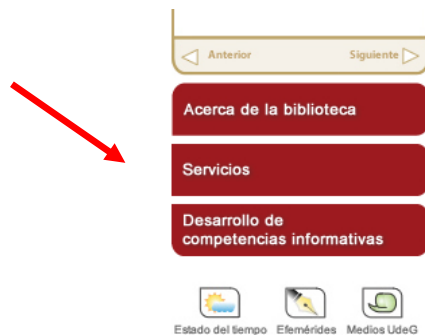 Anterior Siguiente
Acerca de la biblioteca
Servicios
Desarrollo de
competencias informativas
Estado del tiempo Efemérides Medios UdeG